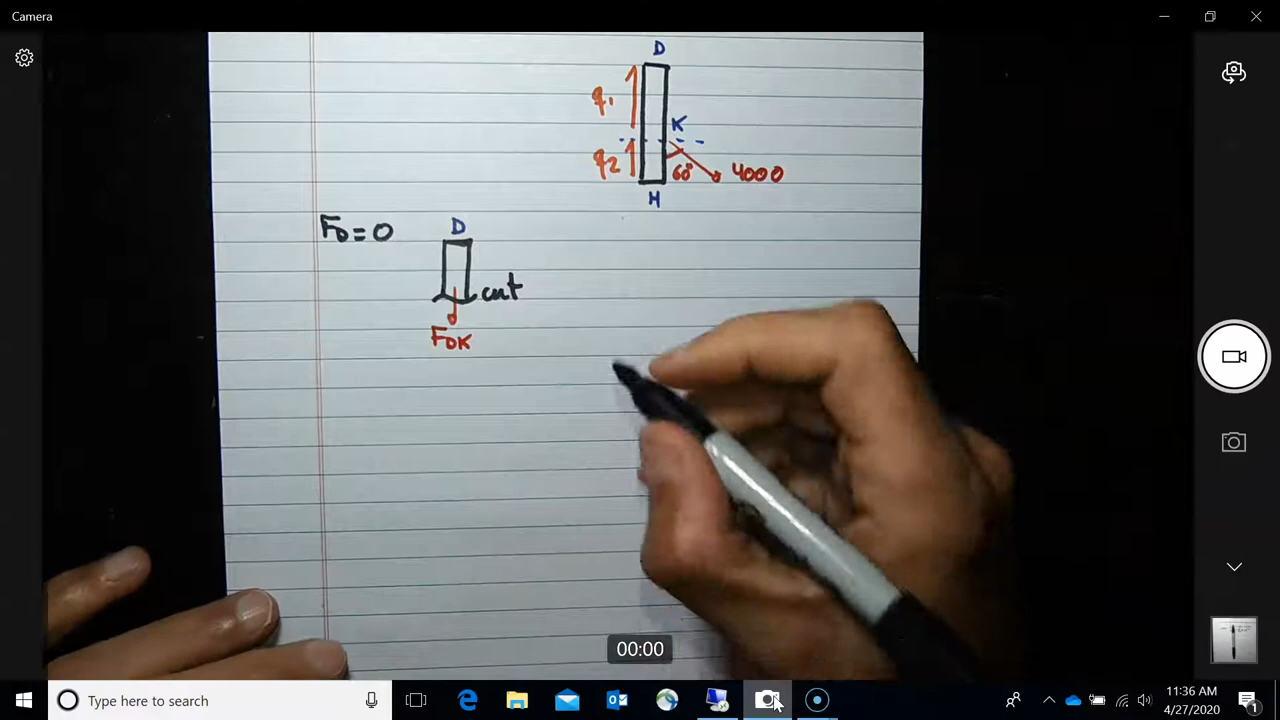 Camera
D
q1
K
q2
60° 4000
H
FD = 0
D
cut
FDK
00:00
Type here to search
11:36 AM
4/27/2020
1